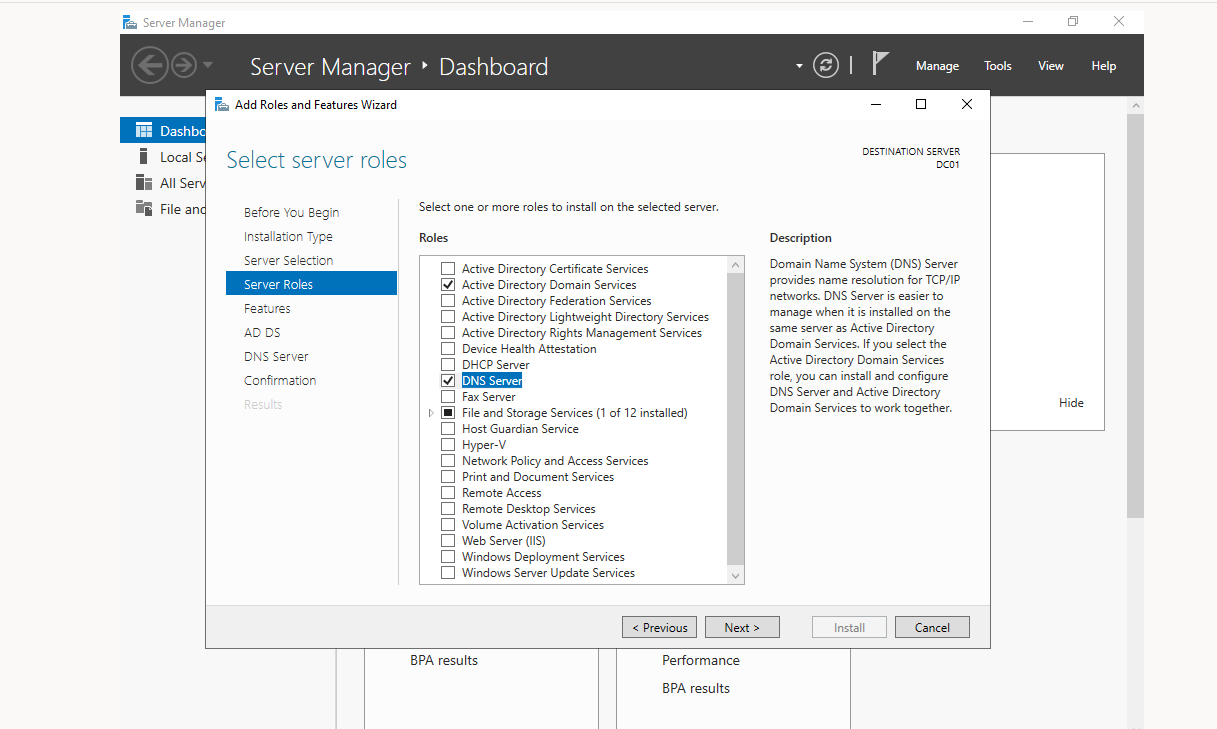 Server Manager
Server Manager ‣ Dashboard
Manage
Tools
View
Help
Dashbo
Local Se
All Serv
File and
Add Roles and Features Wizard
Select server roles
DESTINATION SERVER
DC01
Before You Begin
Installation Type
Server Selection
Server Roles
Features
AD DS
DNS Server
Confirmation
Results
Select one or more roles to install on the selected server.
Roles
Active Directory Certificate Services
Active Directory Domain Services
Active Directory Federation Services
Active Directory Lightweight Directory Services
Active Directory Rights Management Services
Device Health Attestation
DHCP Server
DNS Server
Fax Server
File and Storage Services (1 of 12 installed)
Host Guardian Service
Hyper-V
Network Policy and Access Services
Print and Document Services
Remote Access
Remote Desktop Services
Volume Activation Services
Web Server (IIS)
Windows Deployment Services
Windows Server Update Services
Description
Domain Name System (DNS) Server
provides name resolution for TCP/IP
networks. DNS Server is easier to
manage when it is installed on the
same server as Active Directory
Domain Services. If you select the
Active Directory Domain Services
role, you can install and configure
DNS Server and Active Directory
Domain Services to work together.
Hide
< Previous
Next >
Install
Cancel
BPA results
Performance
BPA results